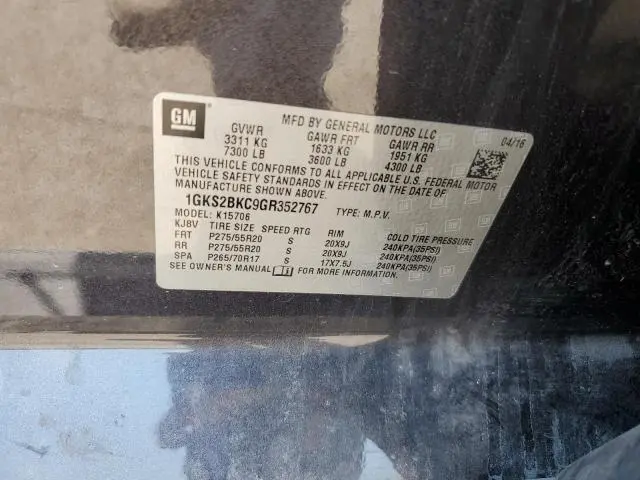 GM
MFD BY GENERAL MOTORS LLC
04/16
GVWR GAWR FRT GAWR RR
3311 KG 1633 KG 1951 KG
7300 LB 3600 LB 4300 LB
THIS VEHICLE CONFORMS TO ALL APPLICABLE U.S. FEDERAL MOTOR
VEHICLE SAFETY STANDARDS IN EFFECT ON THE DATE OF
MANUFACTURE SHOWN ABOVE.
1GKS2BKC9GR352767 TYPE: M.P.V.
MODEL: K15706
KJ8V TIRE SIZE SPEED RTG RIM COLD TIRE PRESSURE
FRT P275/55R20 S 20X9J 240KPA(35PSI)
RR P275/55R20 S 20X9J 240KPA(35PSI)
SPA P265/70R17 S 17X7.5J 240KPA(35PSI)
SEE OWNER'S MANUAL FOR MORE INFORMATION.